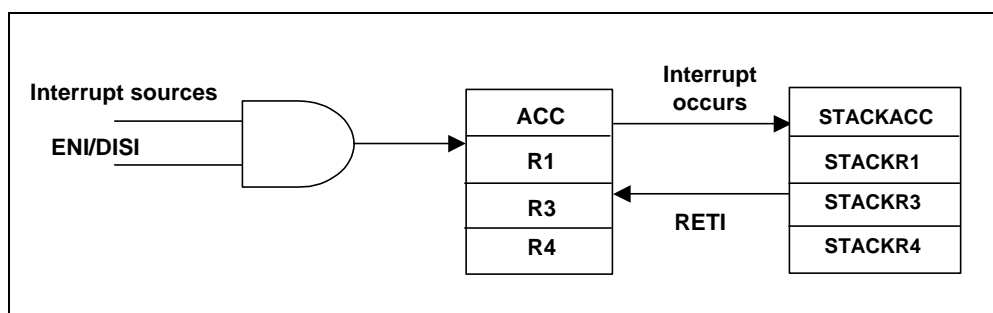 Interrupt sources
ENI/DISI
ACC
R1
R3
R4
Interrupt
occurs
RETI
STACKACC
STACKR1
STACKR3
STACKR4